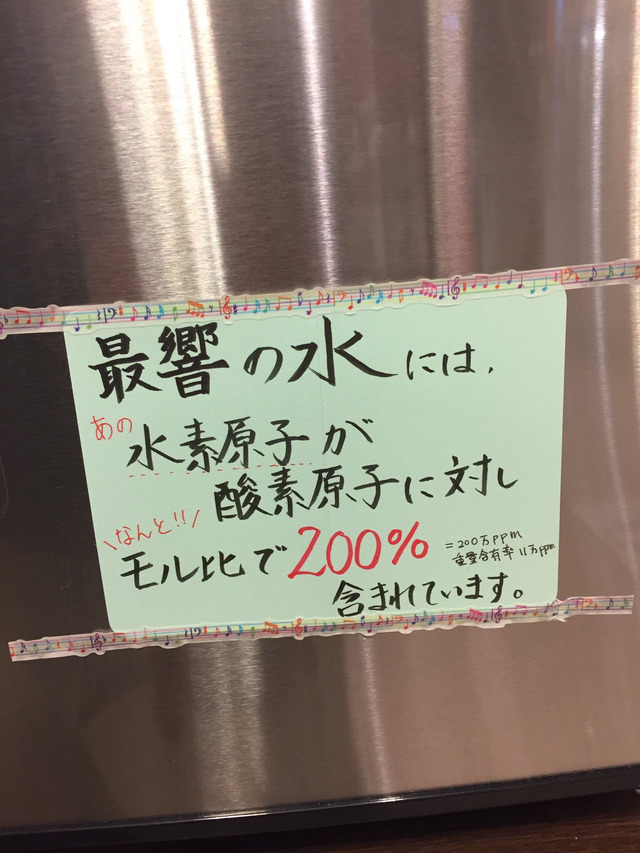 最響の水には、
あの
水素原子が
酸素原子に対し
\なんと!!/
モル比で200%
=200万ppm
重量含有率11万ppm
含まれています。